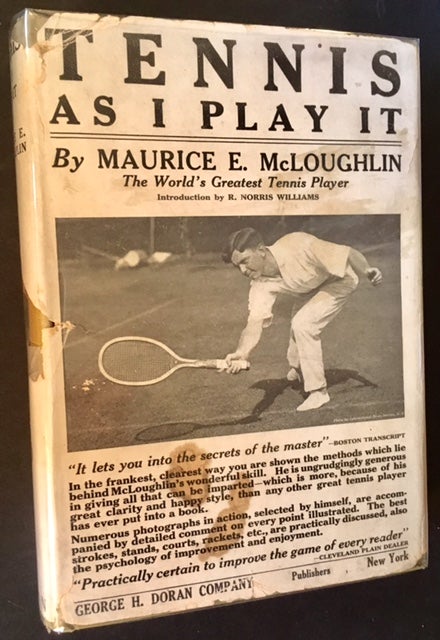 TENNIS
AS I PLAY IT
By MAURICE E. McLOUGHLIN
The World's Greatest Tennis Player
Introduction by R. NORRIS WILLIAMS
"It lets you into the secrets of the master"—BOSTON TRANSCRIPT
In the frankest, clearest way you are shown the methods which lie
behind McLoughlin's wonderful skill. He is ungrudgingly generous
in giving all that can be imparted—which is more, because of his
great clarity and happy style, than any other great tennis player
has ever put into a book.
Numerous photographs in action, selected by himself, are accom-
panied by detailed comment on every point illustrated. The best
strokes, stands, courts, rackets, etc., are practically discussed, also
the psychology of improvement and enjoyment.
"Practically certain to improve the game of every reader"
—CLEVELAND PLAIN DEALER
GEORGE H. DORAN COMPANY Publishers New York